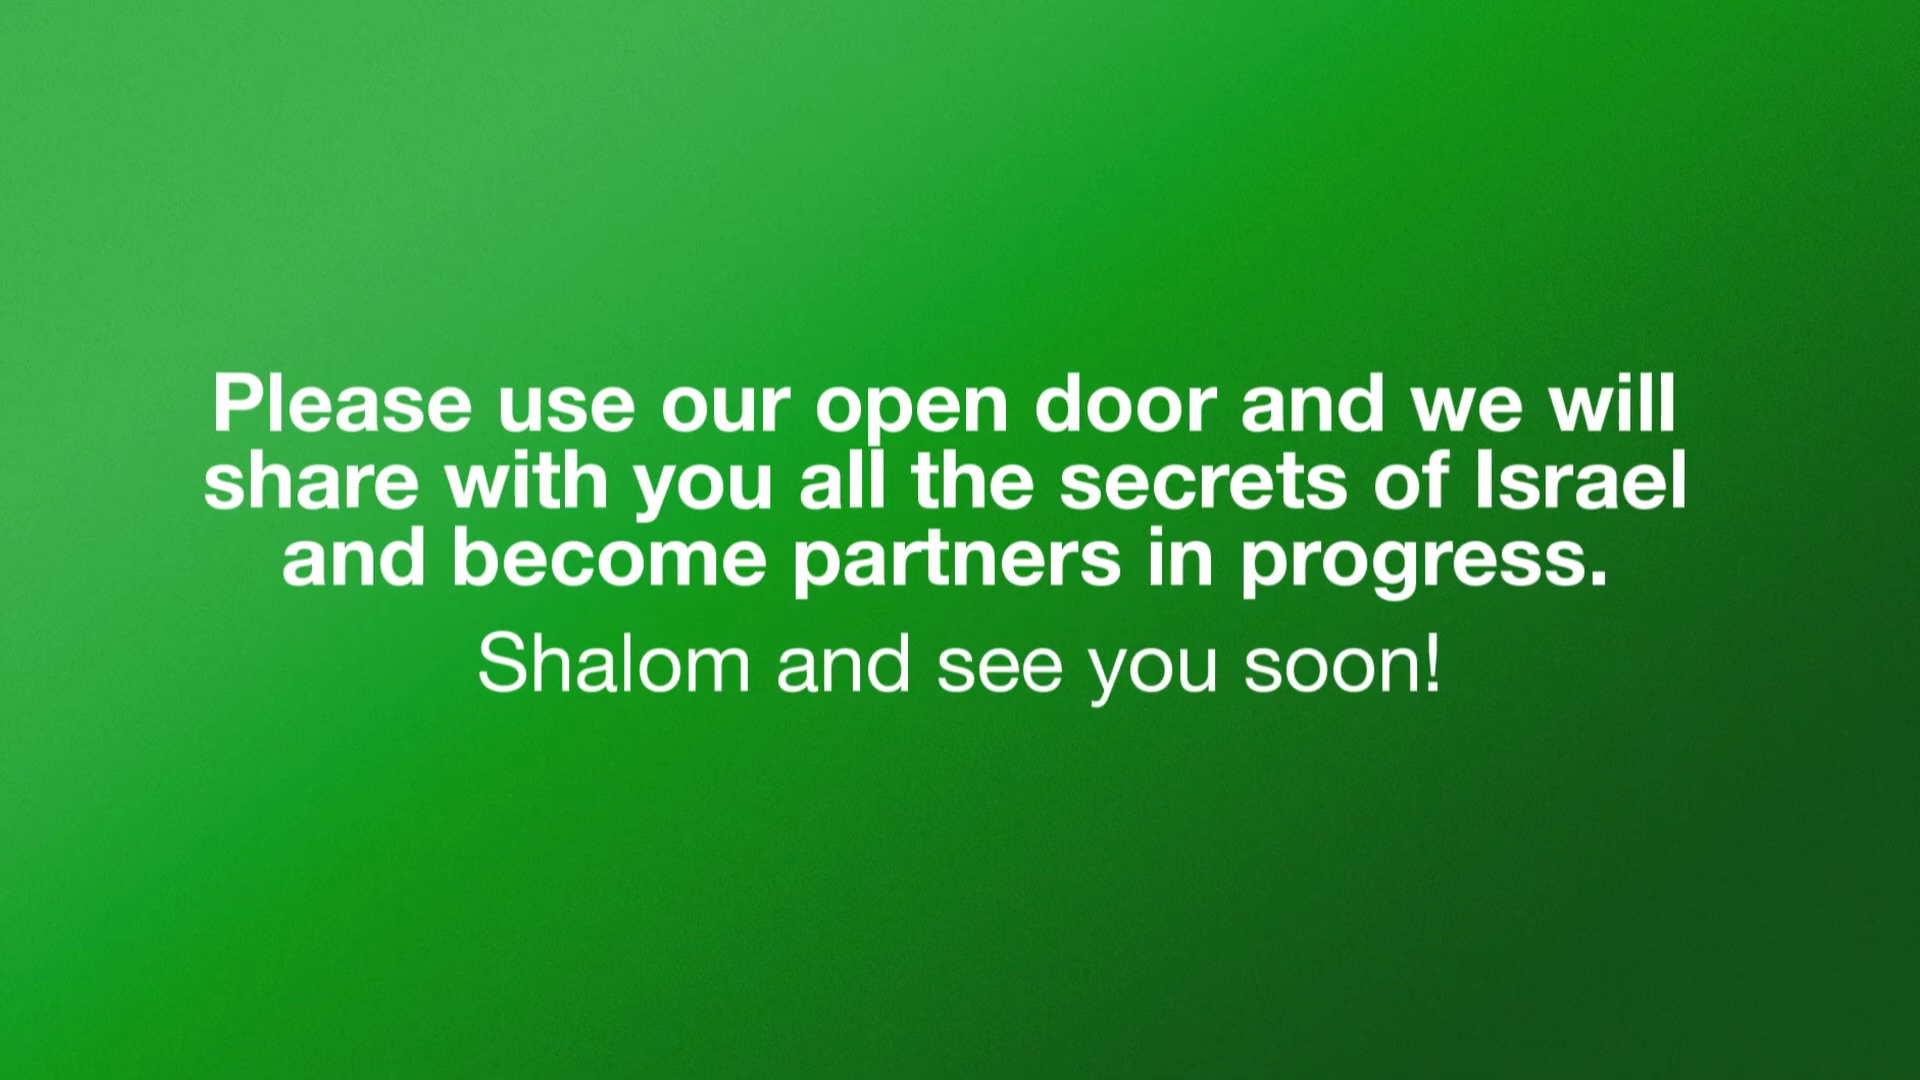 Please use our open door and we will
share with you all the secrets of Israel
and become partners in progress.
Shalom and see you soon!